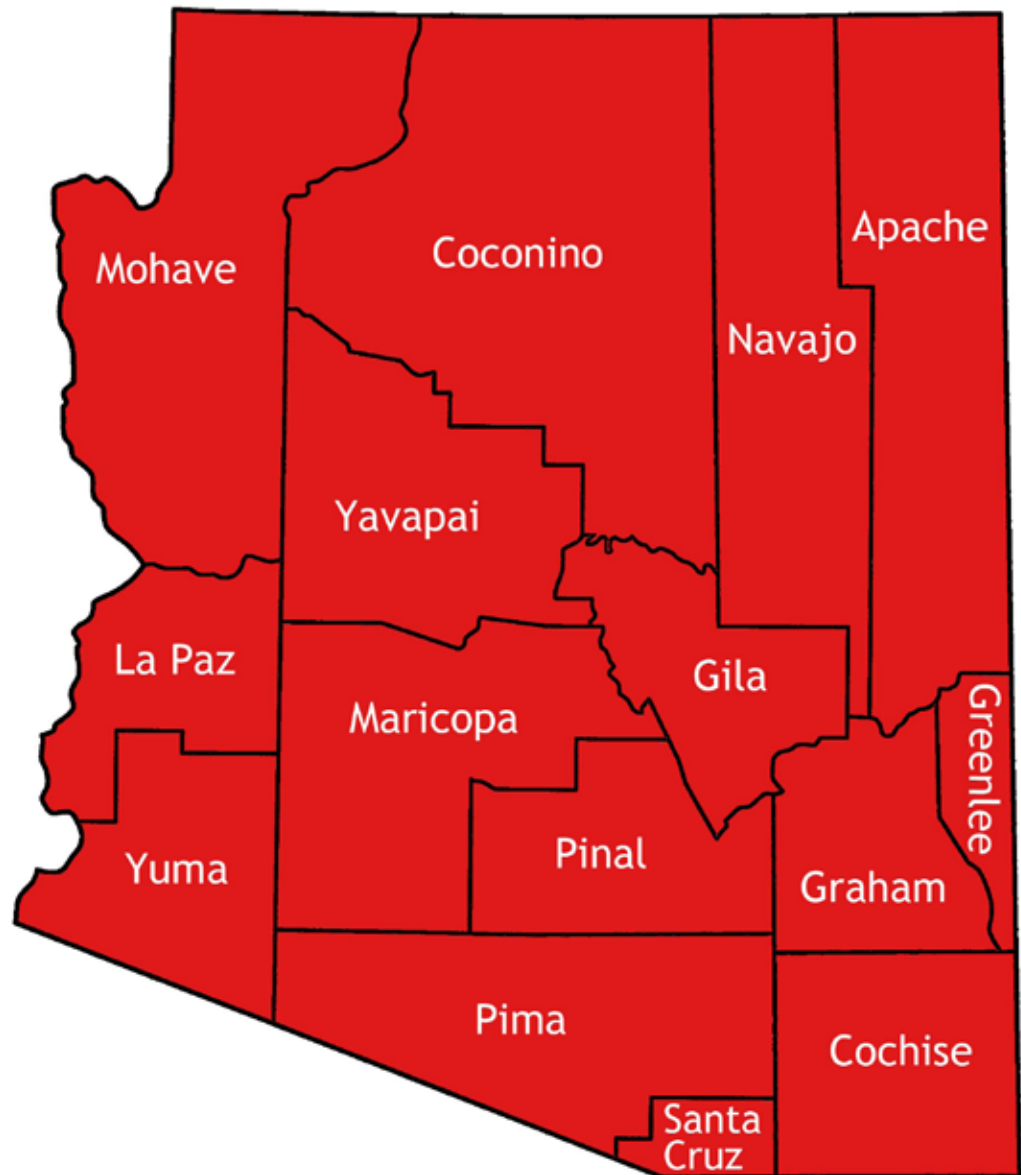 Apache
Mohave
Coconino
Navajo
Yavapai
La Paz
Gila
Maricopa
Greenlee
Pinal
Yuma
Graham
Pima
Cochise
Santa
Cruz